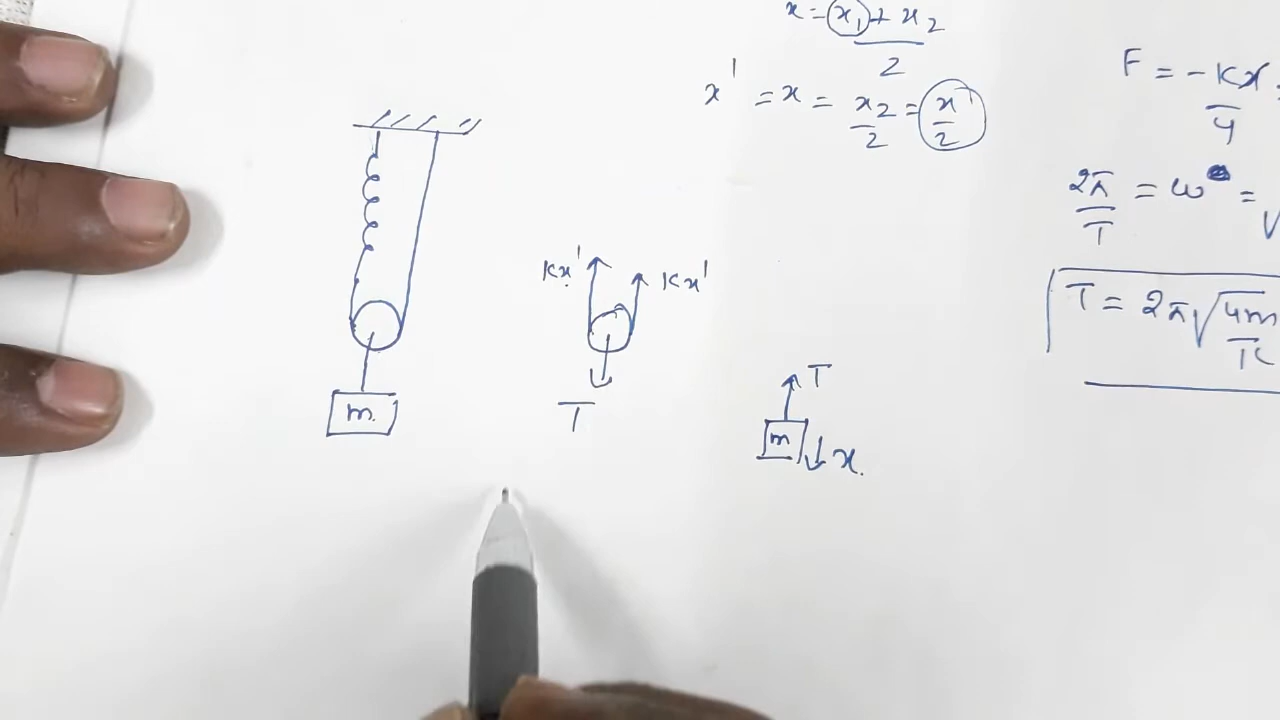 x = x₁ + x₂ / 2
x' = x = x₂/2 = x'/2
F = -Kx/4
2π/T = ω = √
T = 2π√4m/K
Kx'
Kx'
T
T
m
x.
m.